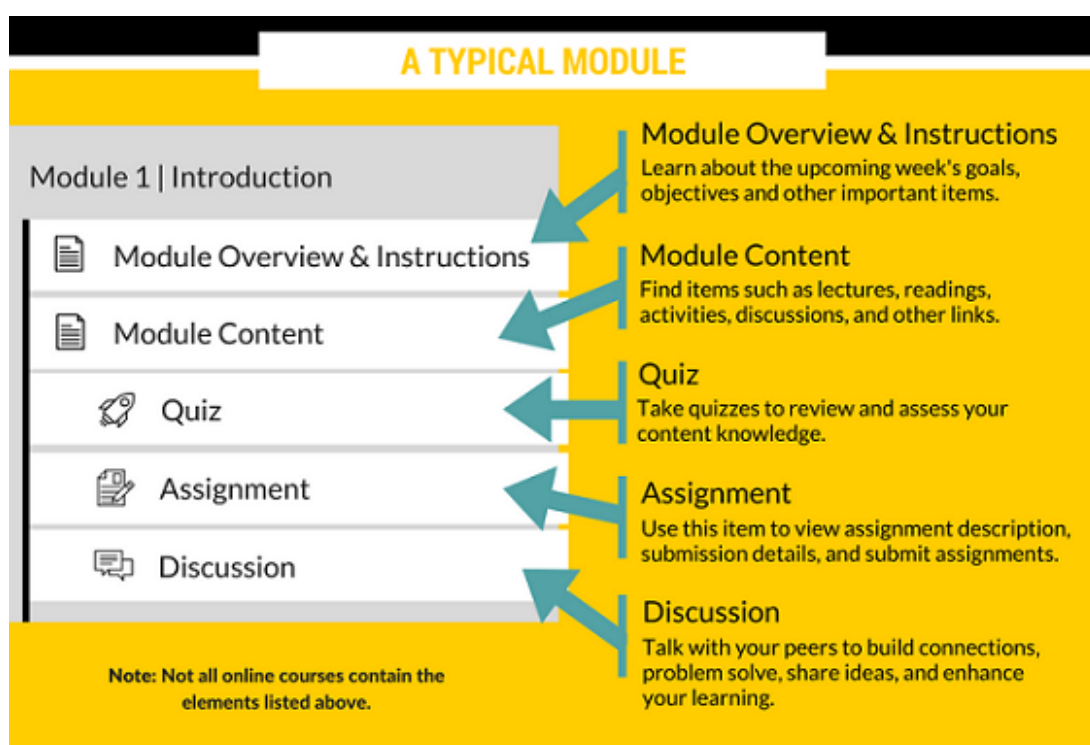 A TYPICAL MODULE
Module 1 | Introduction
Module Overview & Instructions
Module Content
Quiz
Assignment
Discussion
Note: Not all online courses contain the
elements listed above.
Module Overview & Instructions
Learn about the upcoming week's goals,
objectives and other important items.
Module Content
Find items such as lectures, readings,
activities, discussions, and other links.
Quiz
Take quizzes to review and assess your
content knowledge.
Assignment
Use this item to view assignment description,
submission details, and submit assignments.
Discussion
Talk with your peers to build connections,
problem solve, share ideas, and enhance
your learning.